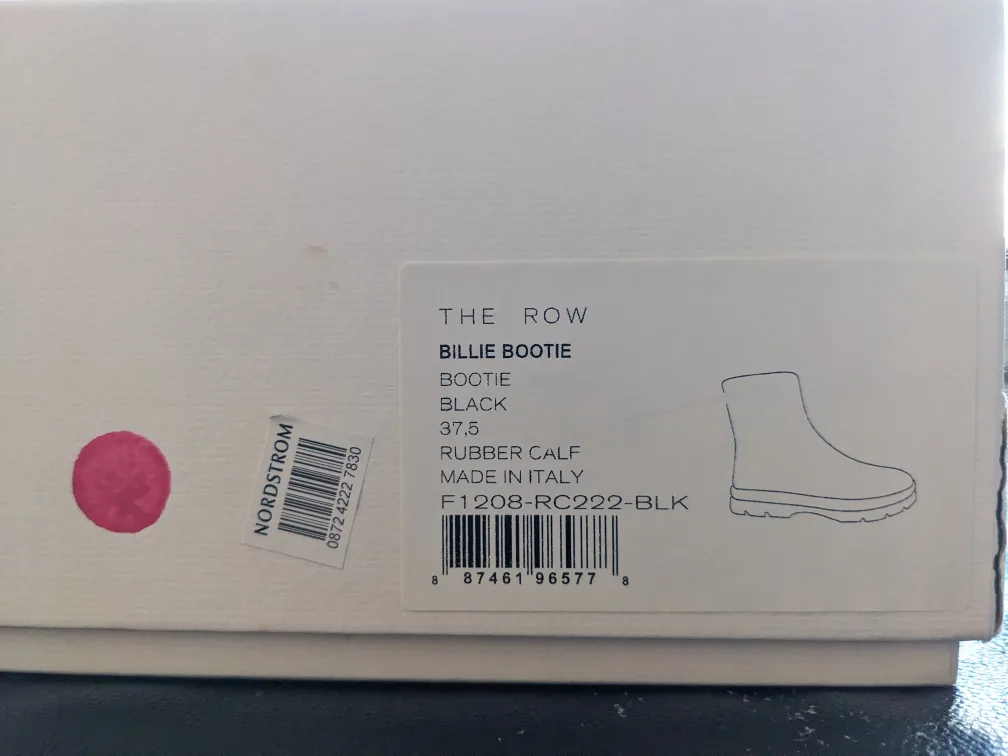 THE ROW
BILLIE BOOTIE
BOOTIE
BLACK
37,5
RUBBER CALF
MADE IN ITALY
F1208-RC222-BLK
8 87461 96577 8
NORDSTROM
0872 4222 7830